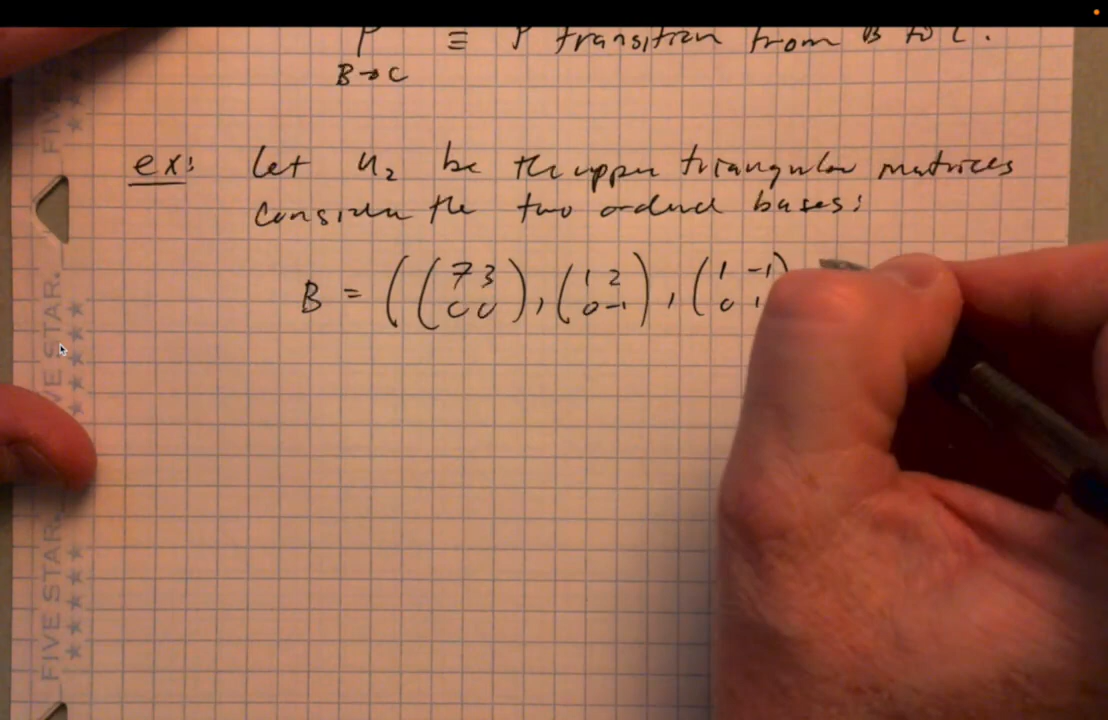 P ≡ P transition from B to C.
B→C
ex: Let U₂ be the upper triangular matrices
Consider the two ordered bases:
B = ( ( 7 3 ), ( 1 2 ), ( 1 -1 )
0 0 0 -1 0 1
FIVE STAR.
FIVE STAR.
FIVE STAR.